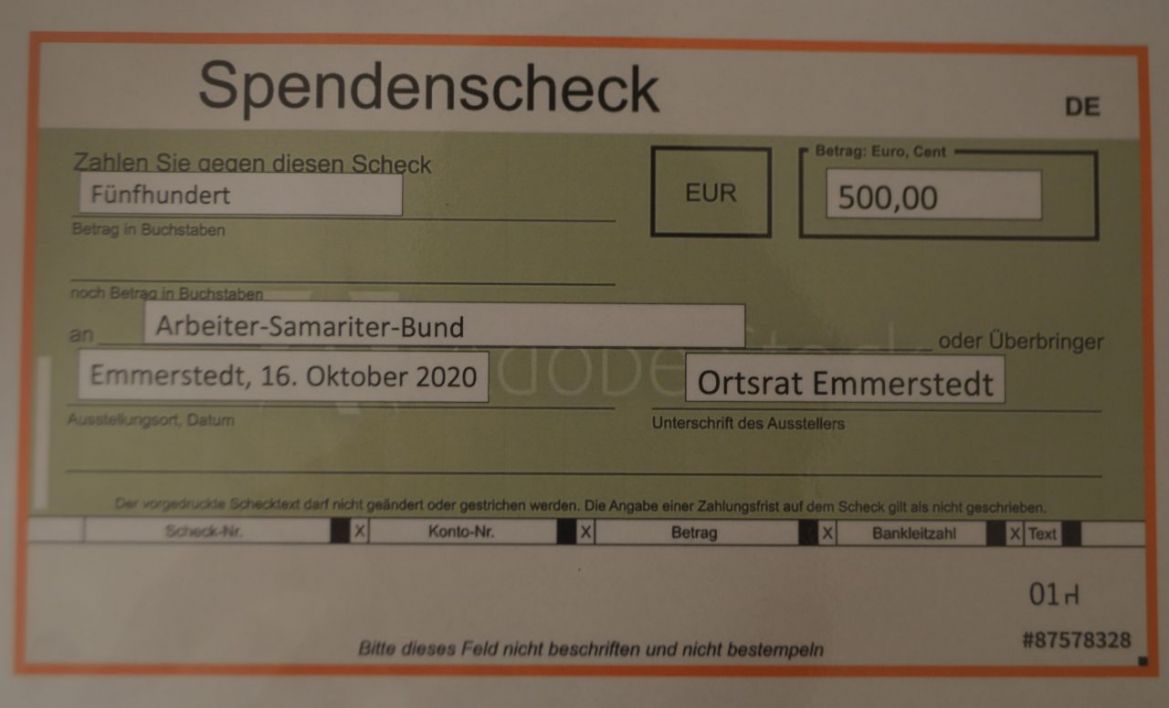 Spendenscheck
DE
Zahlen Sie gegen diesen Scheck
Fünfhundert
Betrag in Buchstaben
EUR
Betrag: Euro, Cent
500,00
noch Betrag in Buchstaben
an Arbeiter-Samariter-Bund oder Überbringer
Emmerstedt, 16. Oktober 2020
Ortsrat Emmerstedt
Ausstellungsort, Datum
Unterschrift des Ausstellers
Der vorgedruckte Schecktext darf nicht geändert oder gestrichen werden. Die Angabe einer Zahlungsfrist auf dem Scheck gilt als nicht geschrieben.
Scheck-Nr. X Konto-Nr. X Betrag X Bankleitzahl X Text
01
Bitte dieses Feld nicht beschriften und nicht bestempeln
#87578328